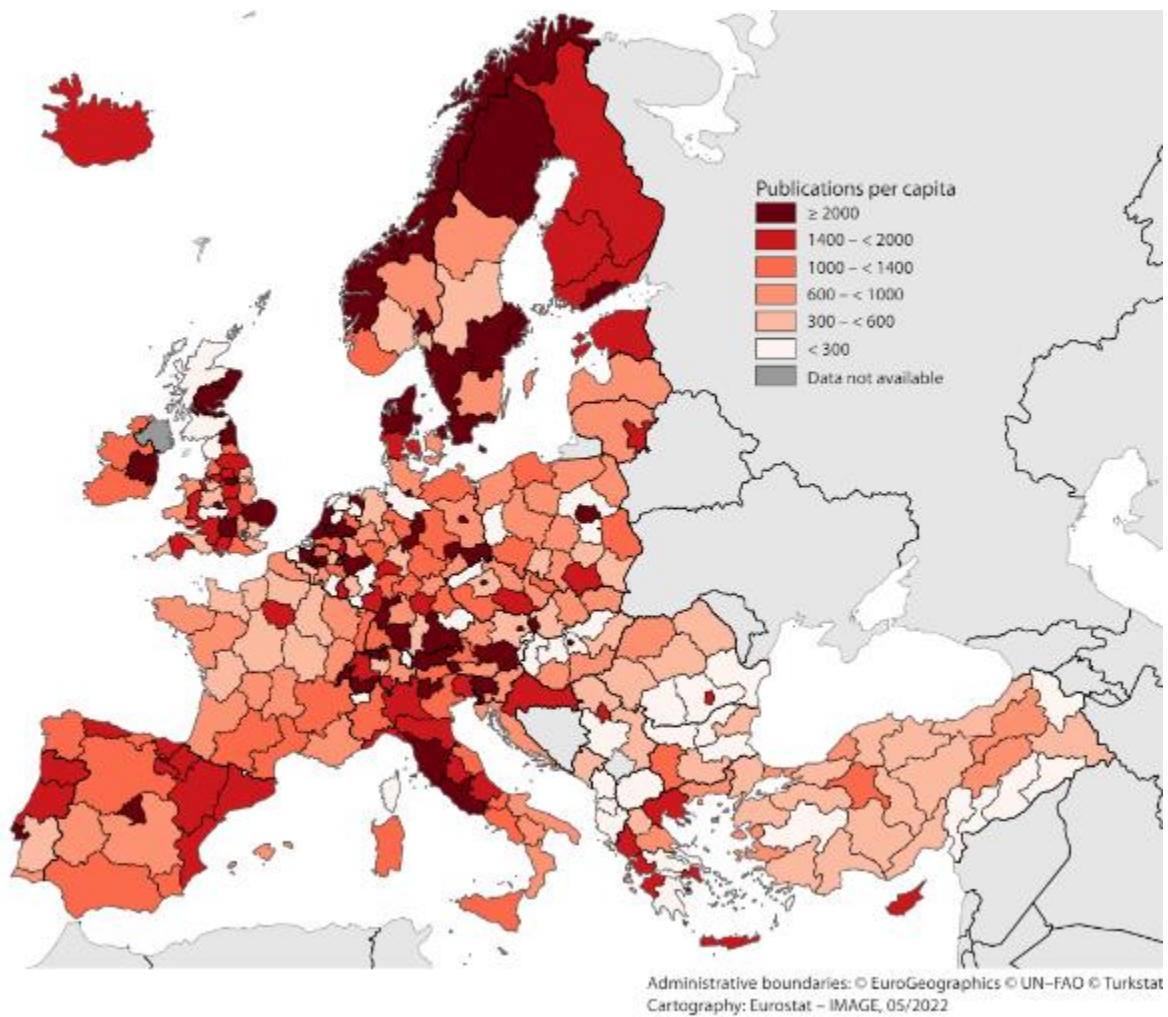 Publications per capita
≥ 2000
1400 – < 2000
1000 – < 1400
600 – < 1000
300 – < 600
< 300
Data not available
Administrative boundaries: © EuroGeographics © UN–FAO © Turkstat
Cartography: Eurostat – IMAGE, 05/2022